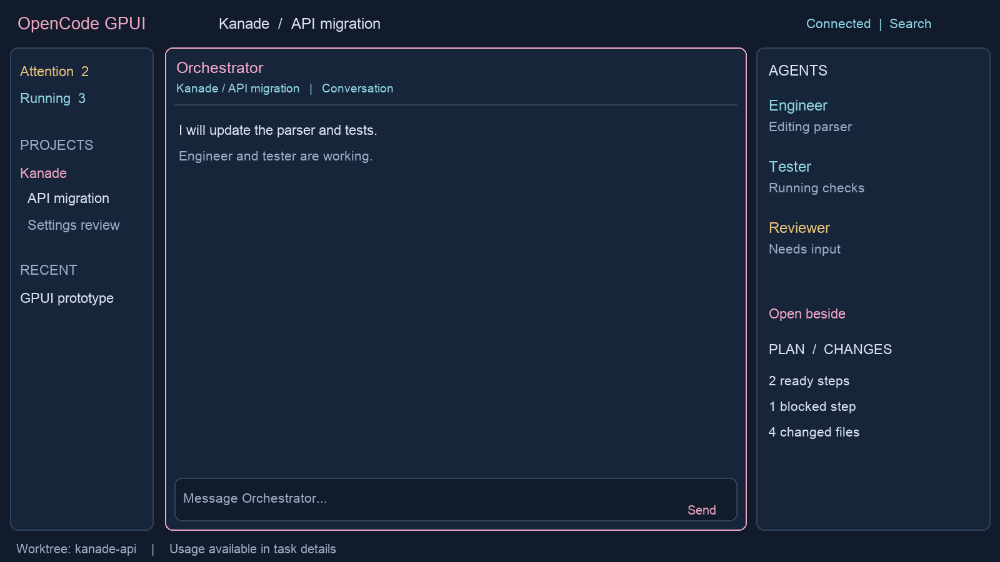 OpenCode GPUI
Kanade / API migration
Connected | Search
Attention 2
Running 3
PROJECTS
Kanade
API migration
Settings review
RECENT
GPUI prototype
Orchestrator
Kanade / API migration | Conversation
I will update the parser and tests.
Engineer and tester are working.
Message Orchestrator...
Send
AGENTS
Engineer
Editing parser
Tester
Running checks
Reviewer
Needs input
Open beside
PLAN / CHANGES
2 ready steps
1 blocked step
4 changed files
Worktree: kanade-api | Usage available in task details